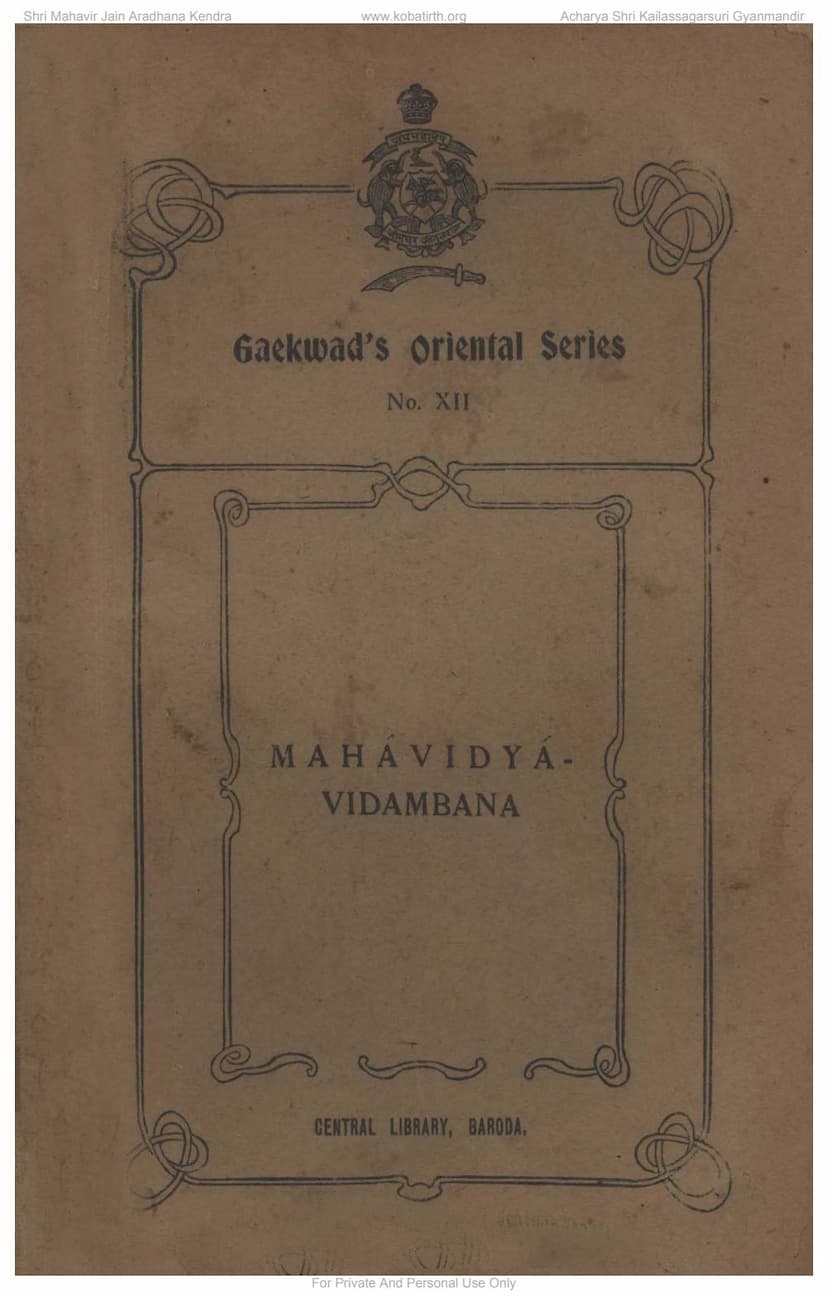 Shri Mahavir Jain Aradhana Kendra www.kobatirth.org Acharya Shri Kailassagarsuri Gyanmandir
Gaekwad's Oriental Series
No. XII
MAHÁVIDYÁ-
VIDAMBANA
CENTRAL LIBRARY, BARODA.
For Private And Personal Use Only